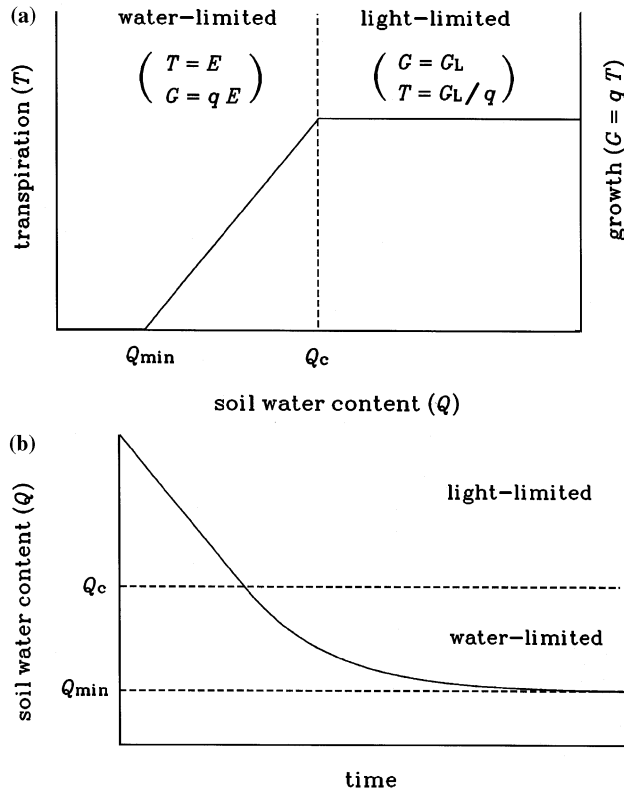 (a)
water-limited
light-limited
( T = E
G = q E )
( G = GL
T = GL / q )
transpiration (T)
growth (G = q T)
Qmin
Qc
soil water content (Q)
(b)
soil water content (Q)
light-limited
Qc
water-limited
Qmin
time